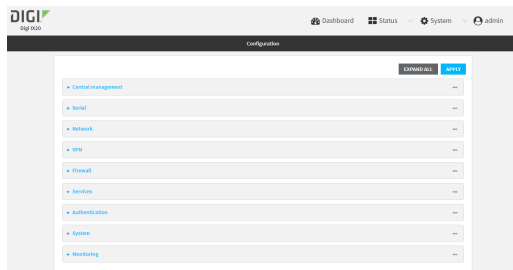 DIGI
Digi IX20
Dashboard
Status
System
admin
Configuration
EXPAND ALL
APPLY
Central management
Serial
Network
VPN
Firewall
Services
Authentication
System
Monitoring